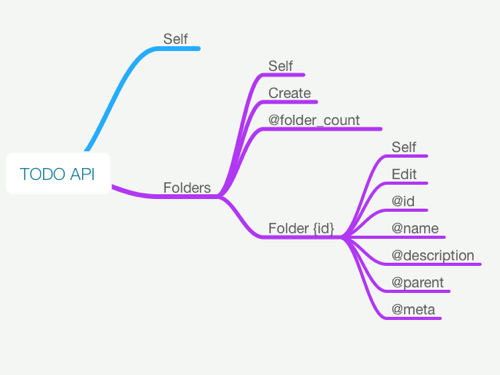 TODO API
Self
Folders
Self
Create
@folder_count
Folder {id}
Self
Edit
@id
@name
@description
@parent
@meta